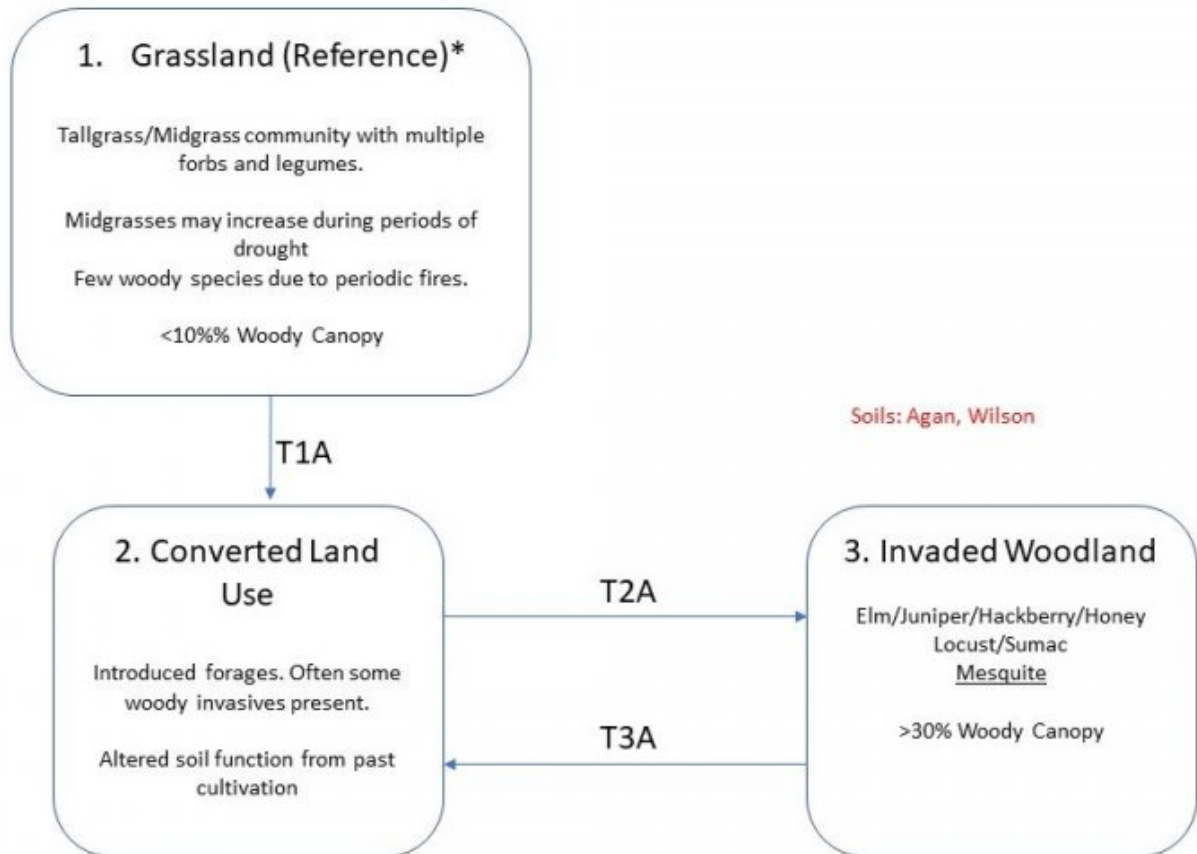 1. Grassland (Reference)*
Tallgrass/Midgrass community with multiple
forbs and legumes.
Midgrasses may increase during periods of
drought
Few woody species due to periodic fires.
<10%% Woody Canopy
T1A
Soils: Agan, Wilson
2. Converted Land
Use
Introduced forages. Often some
woody invasives present.
Altered soil function from past
cultivation
T2A
T3A
3. Invaded Woodland
Elm/Juniper/Hackberry/Honey
Locust/Sumac
Mesquite
>30% Woody Canopy